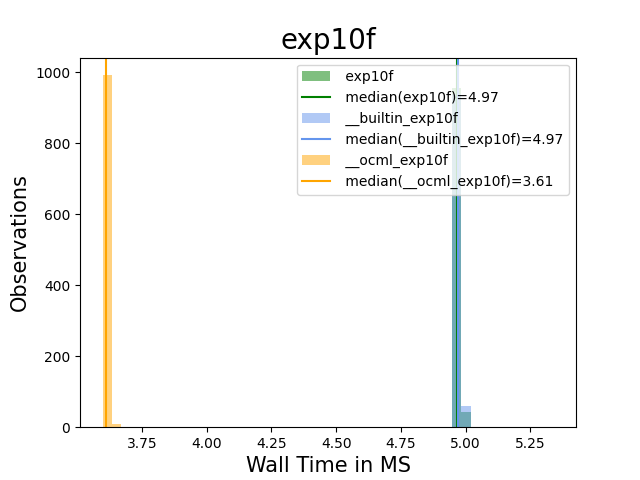 exp10f
Observations
1000
800
600
400
200
0
exp10f
median(exp10f)=4.97
__builtin_exp10f
median(__builtin_exp10f)=4.97
__ocml_exp10f
median(__ocml_exp10f)=3.61
3.75 4.00 4.25 4.50 4.75 5.00 5.25
Wall Time in MS